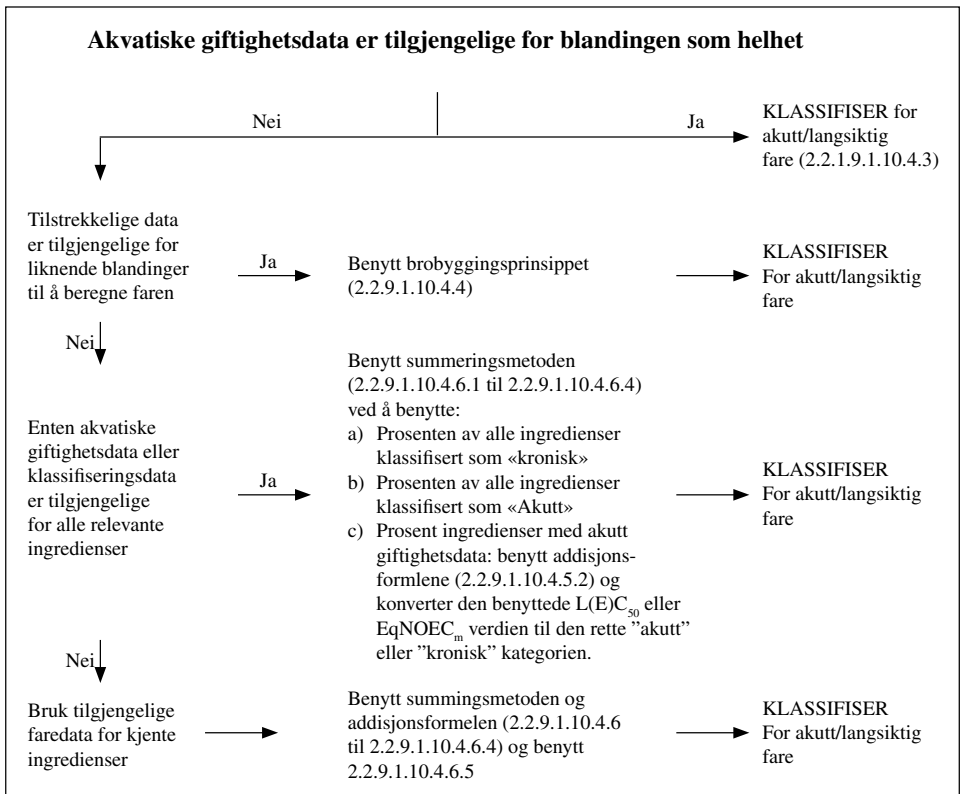 Akvatiske giftighetsdata er tilgjengelige for blandingen som helhet
Nei
Ja
KLASSIFISER for
akutt/langsiktig
fare (2.2.1.9.1.10.4.3)
Tilstrekkelige data
er tilgjengelige for
liknende blandinger
til å beregne faren
Ja
Benytt brobyggingsprinsippet
(2.2.9.1.10.4.4)
KLASSIFISER
For akutt/langsiktig
fare
Nei
Enten akvatiske
giftighetsdata eller
klassifiseringsdata
er tilgjengelige
for alle relevante
ingredienser
Ja
Benytt summeringsmetoden
(2.2.9.1.10.4.6.1 til 2.2.9.1.10.4.6.4)
ved å benytte:
a) Prosenten av alle ingredienser
klassifisert som «kronisk»
b) Prosenten av alle ingredienser
klassifisert som «Akutt»
c) Prosent ingredienser med akutt
giftighetsdata: benytt addisjons-
formlene (2.2.9.1.10.4.5.2) og
konverter den benyttede L(E)C₅₀ eller
EqNOECₘ verdien til den rette ”akutt”
eller ”kronisk” kategorien.
KLASSIFISER
For akutt/langsiktig
fare
Nei
Bruk tilgjengelige
faredata for kjente
ingredienser
Benytt summingsmetoden og
addisjonsformelen (2.2.9.1.10.4.6
til 2.2.9.1.10.4.6.4) og benytt
2.2.9.1.10.4.6.5
KLASSIFISER
For akutt/langsiktig
fare